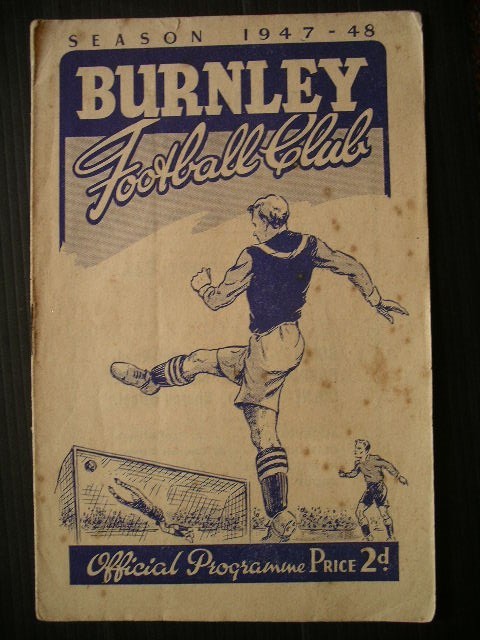 SEASON 1947-48
BURNLEY
Football Club
Official Programme PRICE 2d.